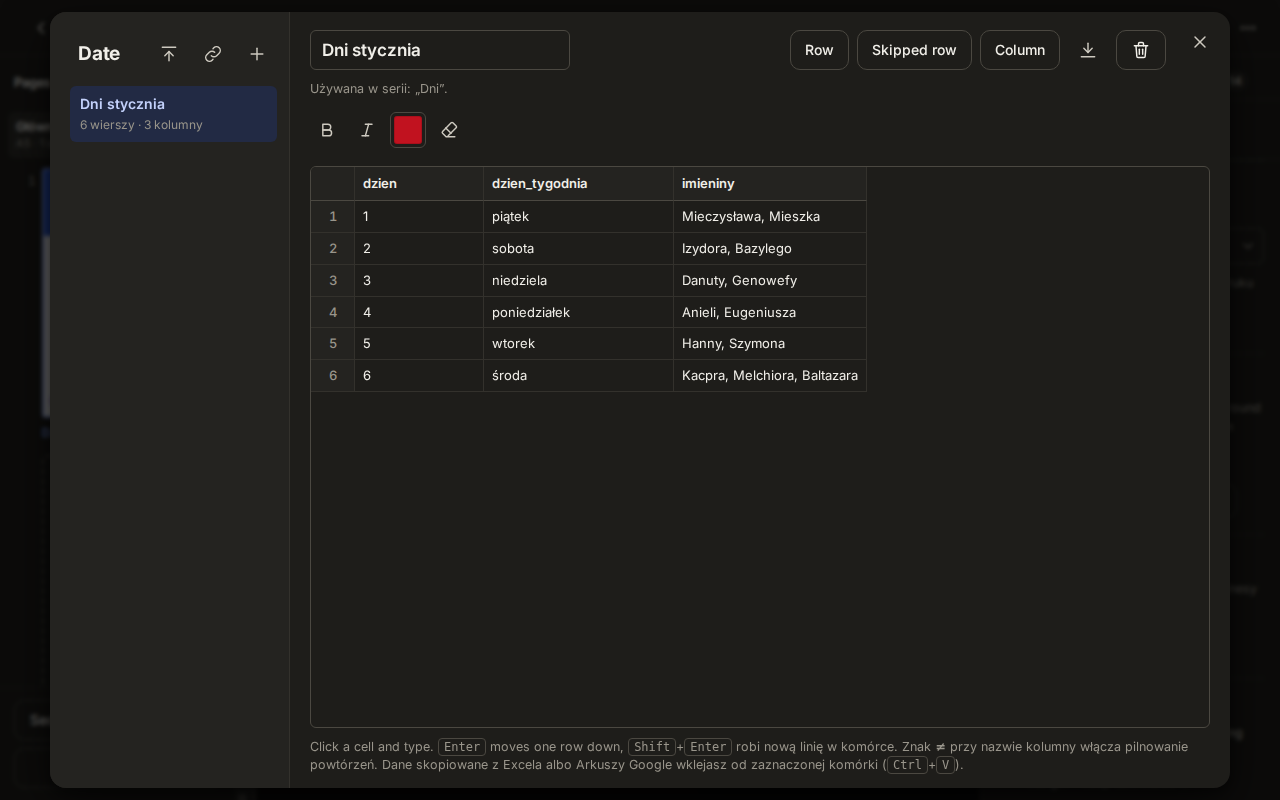 Date
Dni stycznia
6 wierszy · 3 kolumny
Dni stycznia
Row
Skipped row
Column
Używana w serii: „Dni”.
dzien dzien_tygodnia imieniny
1 1 piątek Mieczysława, Mieszka
2 2 sobota Izydora, Bazylego
3 3 niedziela Danuty, Genowefy
4 4 poniedziałek Anieli, Eugeniusza
5 5 wtorek Hanny, Szymona
6 6 środa Kacpra, Melchiora, Baltazara
Click a cell and type. Enter moves one row down, Shift+Enter robi nową linię w komórce. Znak ≠ przy nazwie kolumny włącza pilnowanie
powtórzeń. Dane skopiowane z Excela albo Arkuszy Google wklejasz od zaznaczonej komórki (Ctrl+V).